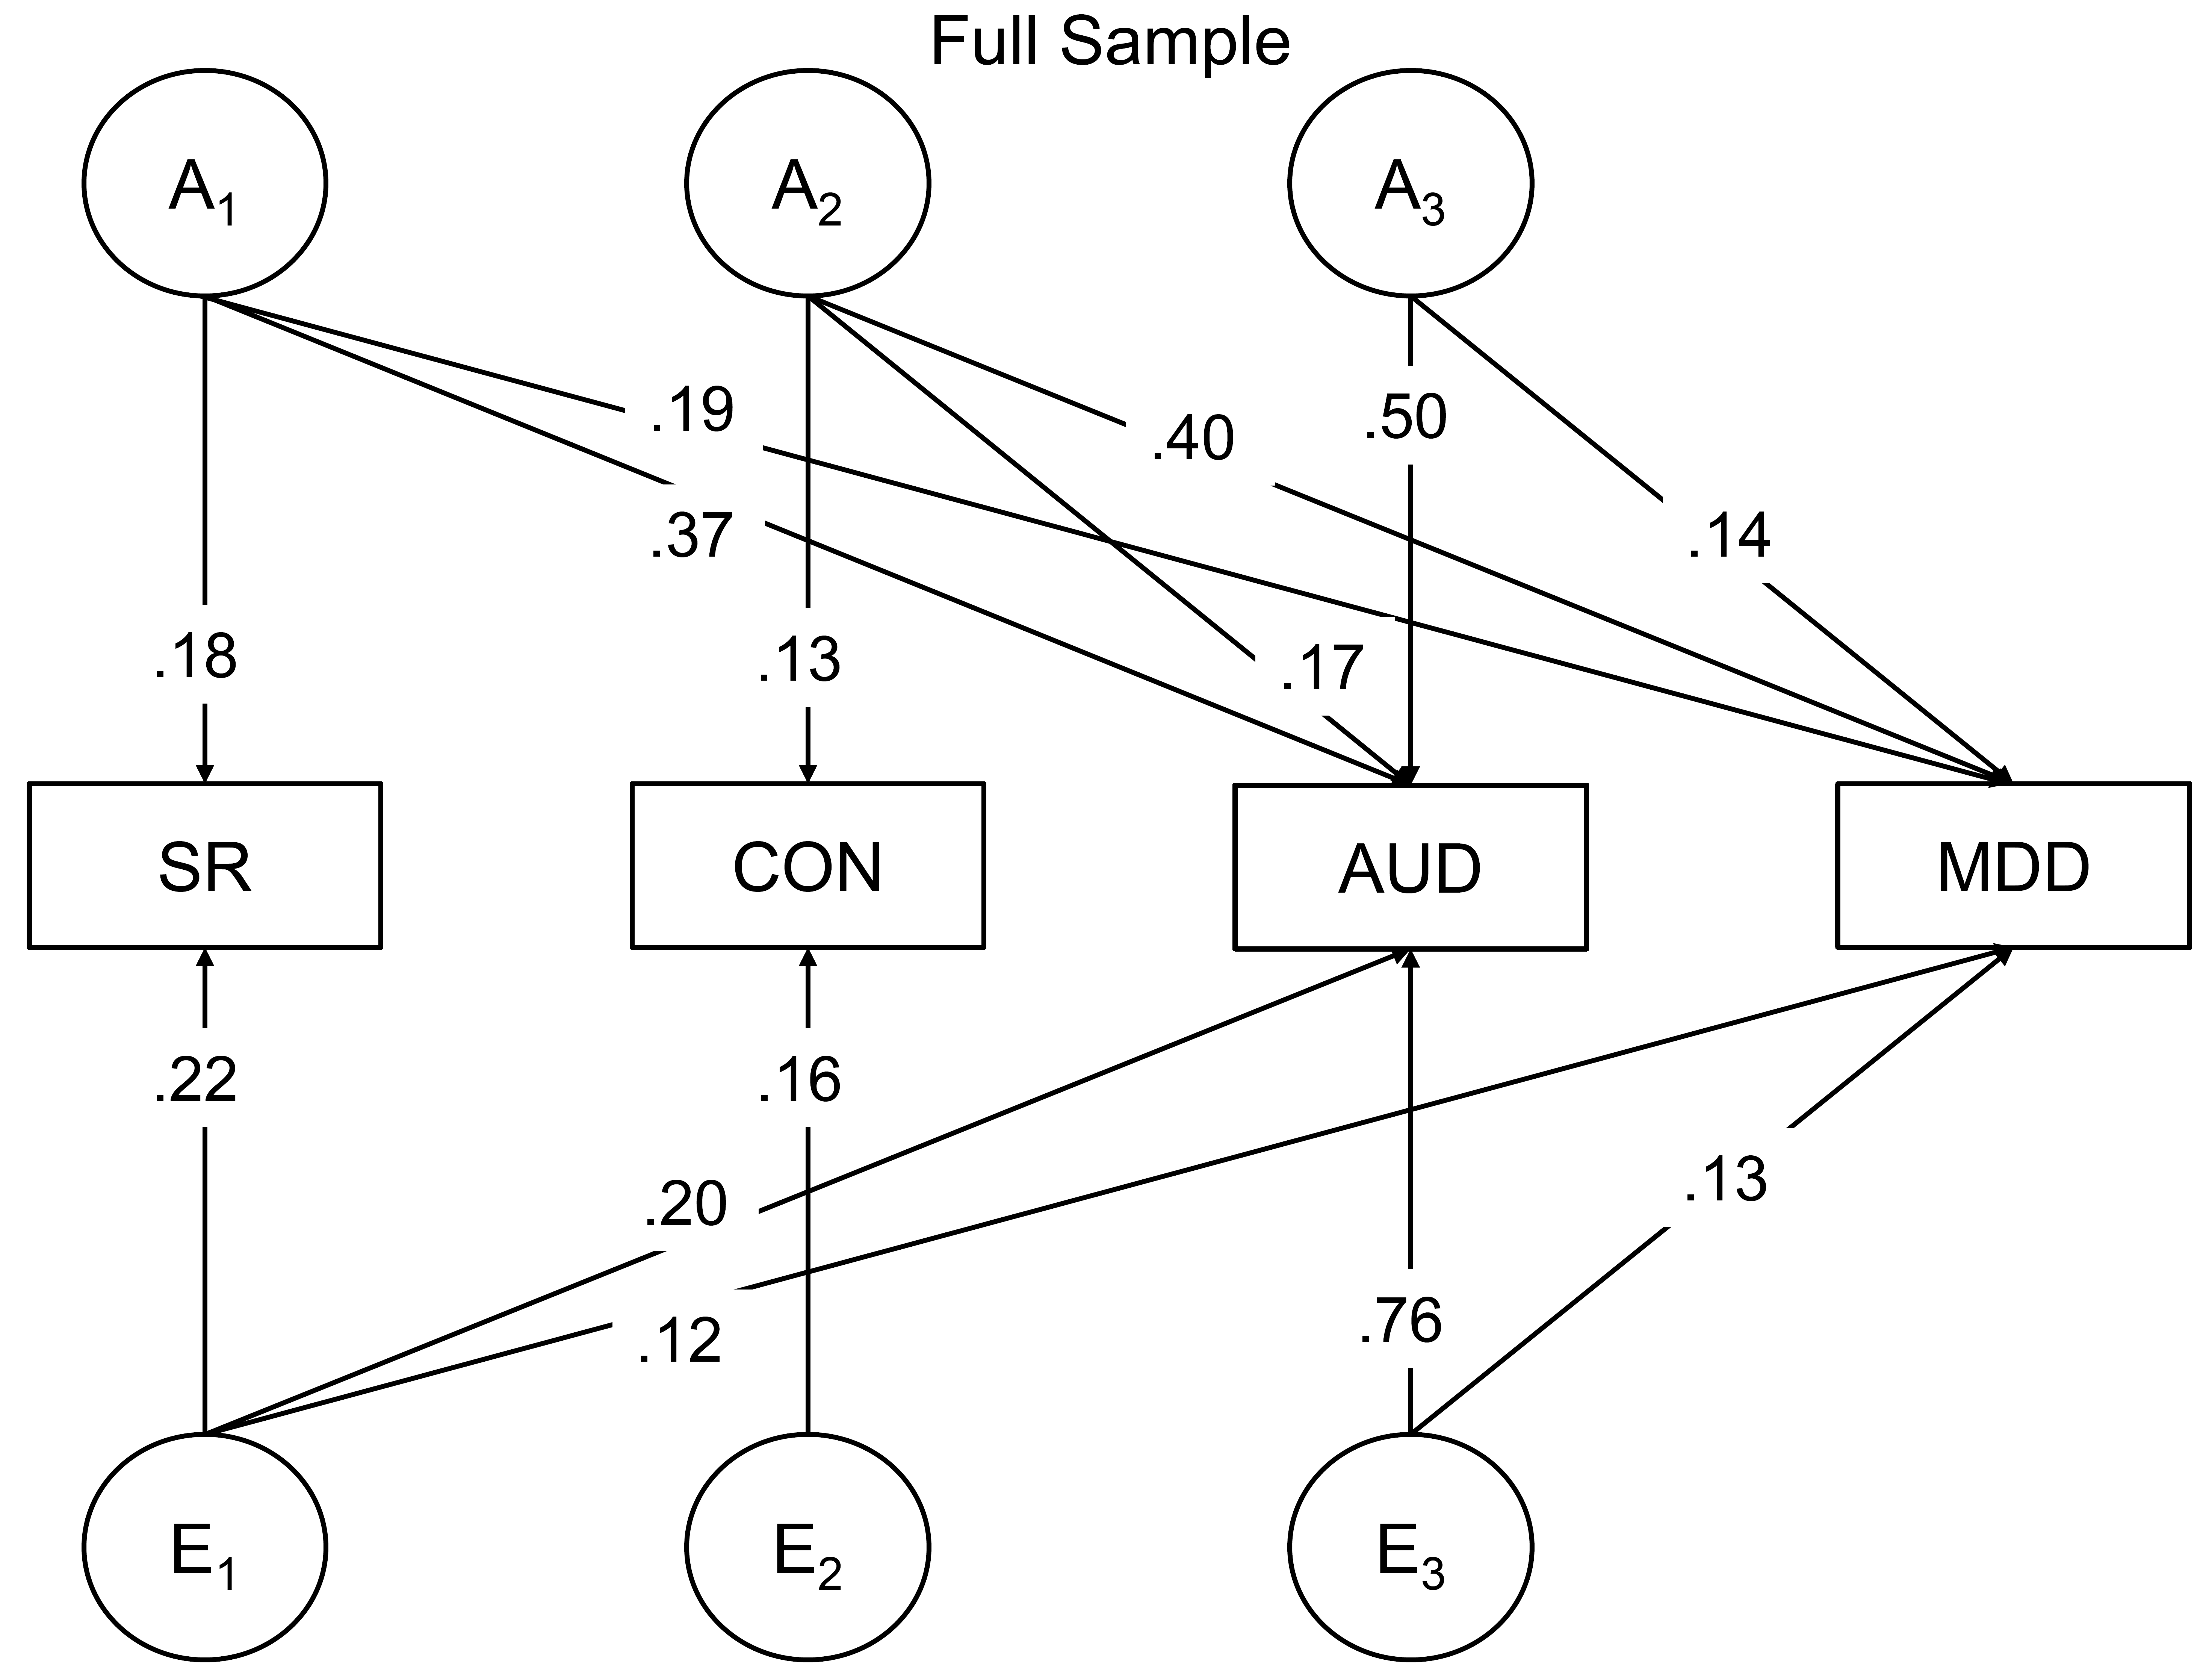 Full Sample
A1 A2 A3
.19 .40 .50
.37 .14
.18 .13 .17
SR CON AUD MDD
.22 .16
.20 .13
.12 .76
E1 E2 E3